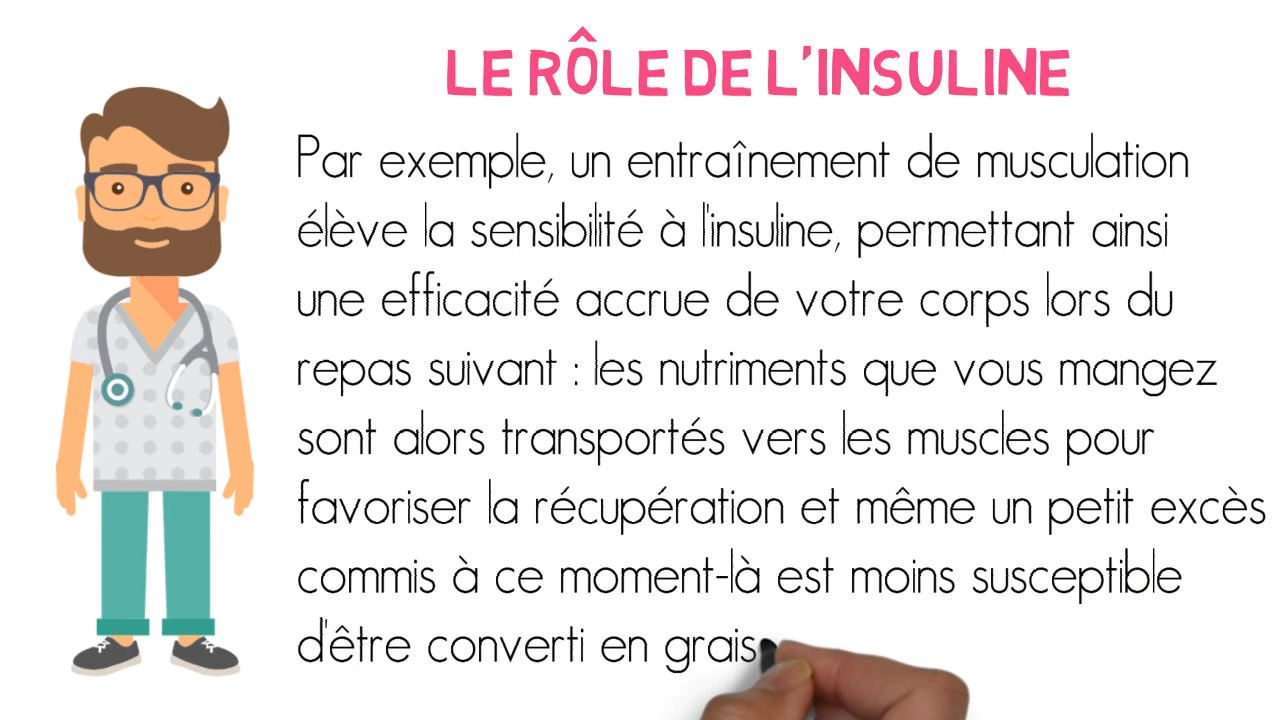 LE RÔLE DE L'INSULINE
Par exemple, un entraînement de musculation
élève la sensibilité à l'insuline, permettant ainsi
une efficacité accrue de votre corps lors du
repas suivant : les nutriments que vous mangez
sont alors transportés vers les muscles pour
favoriser la récupération et même un petit excès
commis à ce moment-là est moins susceptible
d'être converti en grais